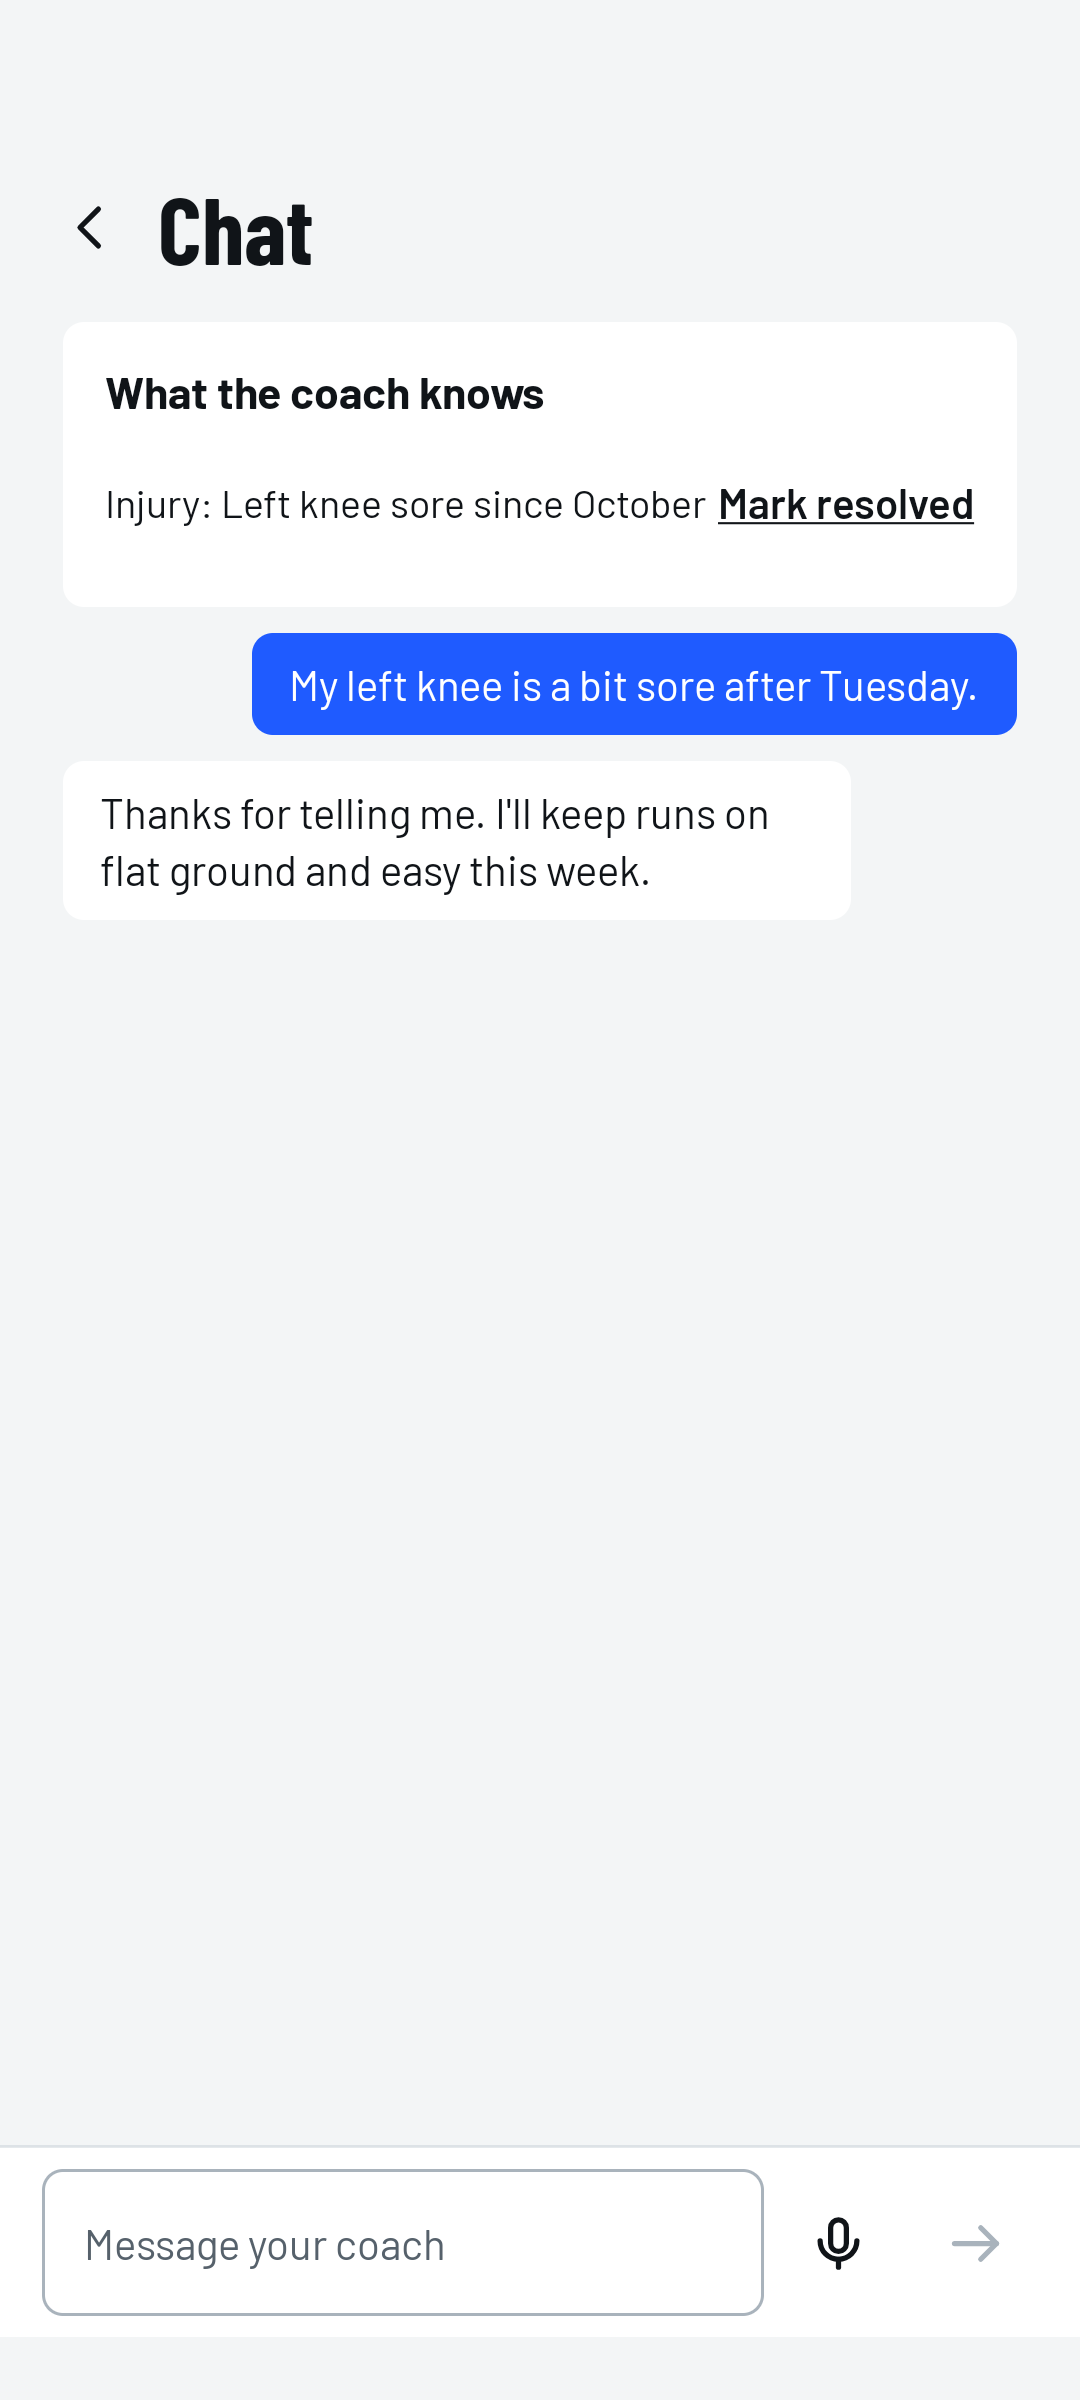 Chat
What the coach knows
Injury: Left knee sore since October Mark resolved
My left knee is a bit sore after Tuesday.
Thanks for telling me. I'll keep runs on
flat ground and easy this week.
Message your coach